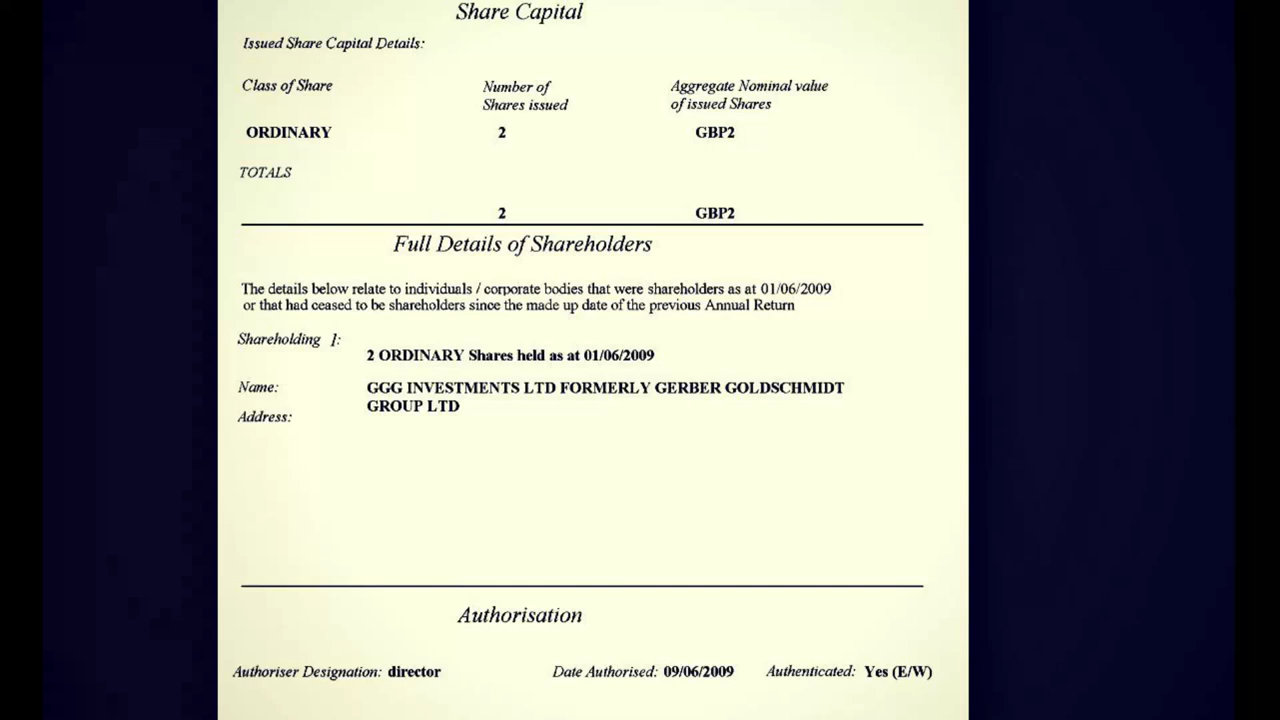 Share Capital
Issued Share Capital Details:
Class of Share Number of Shares issued Aggregate Nominal value of issued Shares
ORDINARY 2 GBP2
TOTALS
2 GBP2
Full Details of Shareholders
The details below relate to individuals / corporate bodies that were shareholders as at 01/06/2009
or that had ceased to be shareholders since the made up date of the previous Annual Return
Shareholding 1:
2 ORDINARY Shares held as at 01/06/2009
Name: GGG INVESTMENTS LTD FORMERLY GERBER GOLDSCHMIDT
GROUP LTD
Address:
Authorisation
Authoriser Designation: director Date Authorised: 09/06/2009 Authenticated: Yes (E/W)